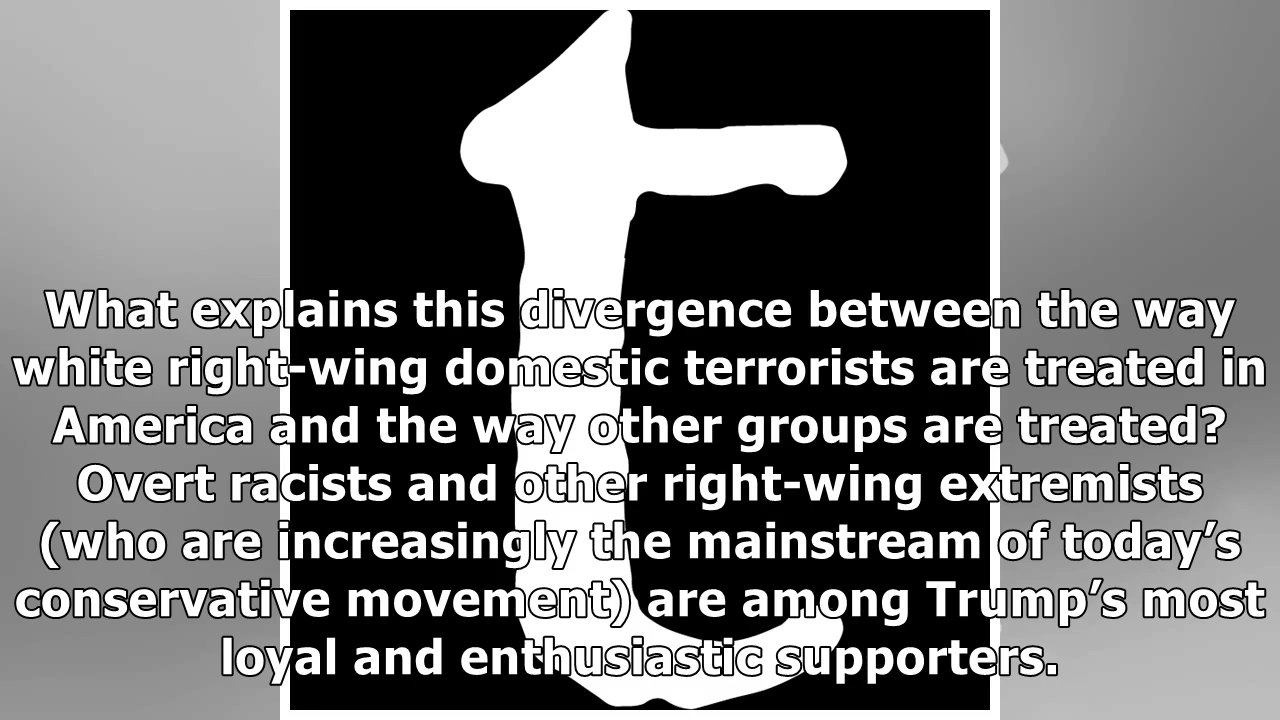 t
What explains this divergence between the way
white right-wing domestic terrorists are treated in
America and the way other groups are treated?
Overt racists and other right-wing extremists
(who are increasingly the mainstream of today’s
conservative movement) are among Trump’s most
loyal and enthusiastic supporters.